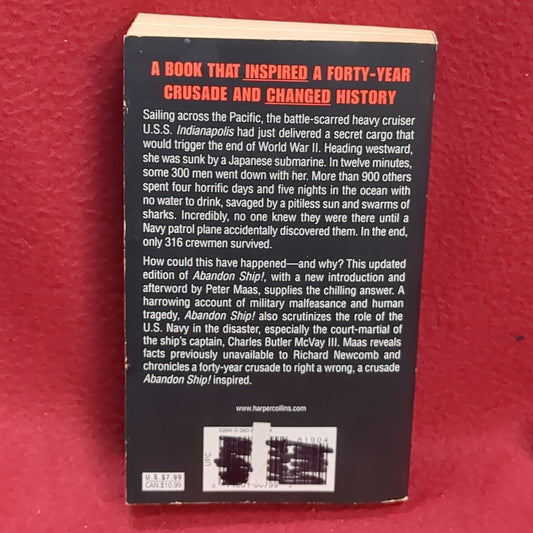 A BOOK THAT INSPIRED A FORTY-YEAR
CRUSADE AND CHANGED HISTORY
Sailing across the Pacific, the battle-scarred heavy cruiser
U.S.S. Indianapolis had just delivered a secret cargo that
would trigger the end of World War II. Heading westward,
she was sunk by a Japanese submarine. In twelve minutes,
some 300 men went down with her. More than 900 others
spent four horrific days and five nights in the ocean with
no water to drink, savaged by a pitiless sun and swarms of
sharks. Incredibly, no one knew they were there until a
Navy patrol plane accidentally discovered them. In the end,
only 316 crewmen survived.
How could this have happened—and why? This updated
edition of Abandon Ship!, with a new introduction and
afterword by Peter Maas, supplies the chilling answer. A
harrowing account of military malfeasance and human
tragedy, Abandon Ship! also scrutinizes the role of the
U.S. Navy in the disaster, especially the court-martial of
the ship's captain, Charles Butler McVay III. Maas reveals
facts previously unavailable to Richard Newcomb and
chronicles a forty-year crusade to right a wrong, a crusade
Abandon Ship! inspired.
www.harpercollins.com
ISBN
81904
UPC
U.S. $7.99
CAN $10.99